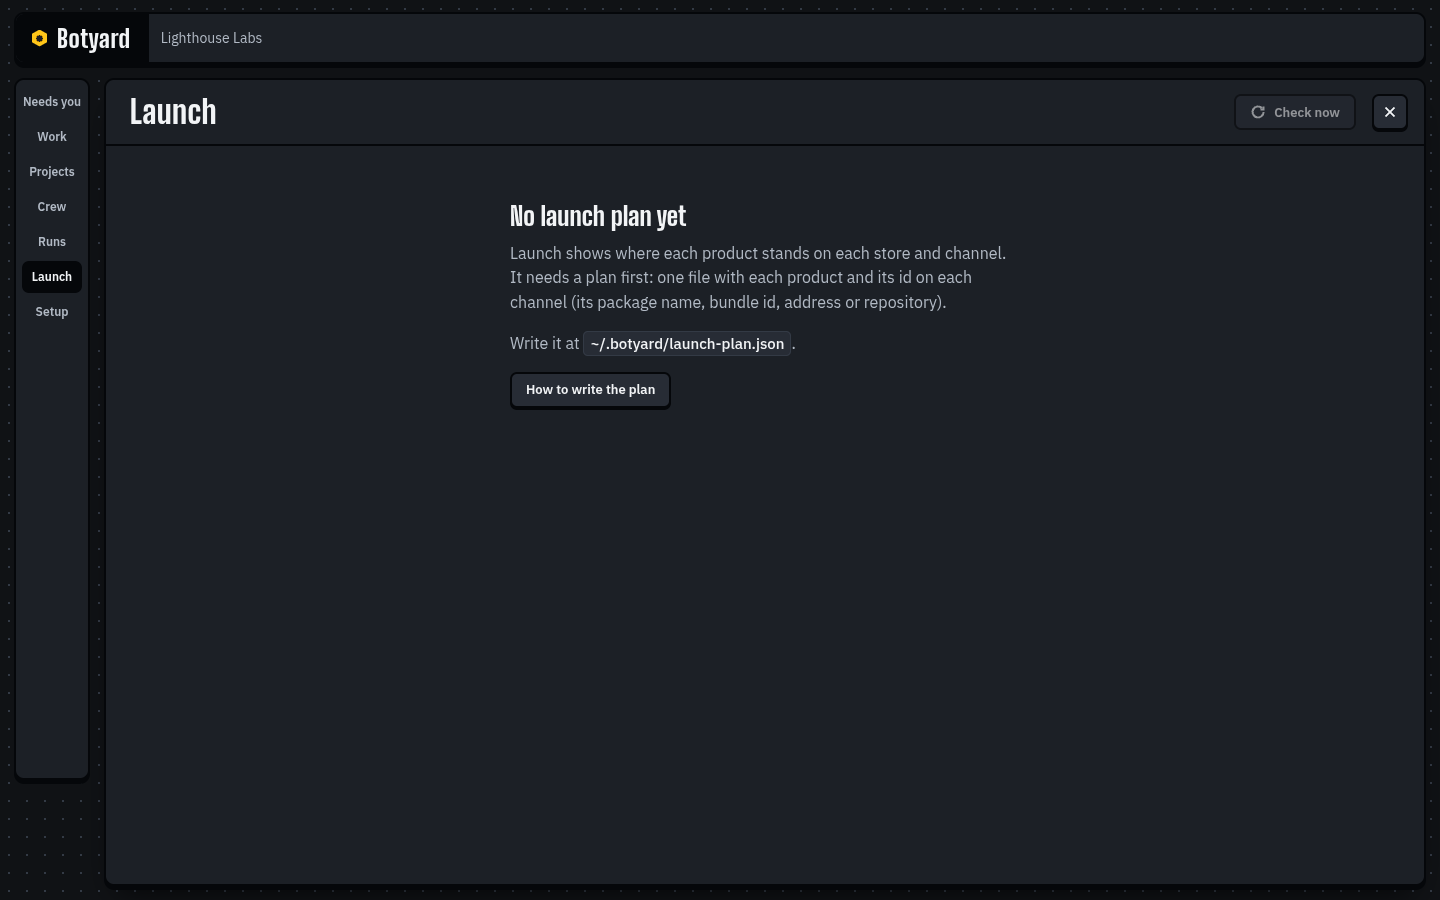 Botyard
Lighthouse Labs
Needs you
Work
Projects
Crew
Runs
Launch
Setup
Launch
Check now
No launch plan yet
Launch shows where each product stands on each store and channel.
It needs a plan first: one file with each product and its id on each
channel (its package name, bundle id, address or repository).
Write it at ~/.botyard/launch-plan.json.
How to write the plan